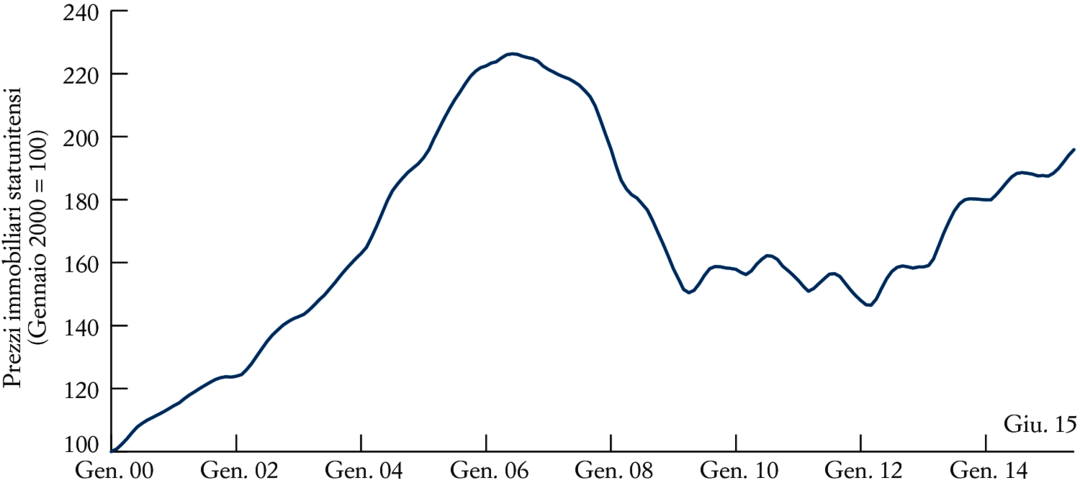 Prezzi immobiliari statunitensi
(Gennaio 2000 = 100)
240
220
200
180
160
140
120
100
Giu. 15
Gen. 00 Gen. 02 Gen. 04 Gen. 06 Gen. 08 Gen. 10 Gen. 12 Gen. 14